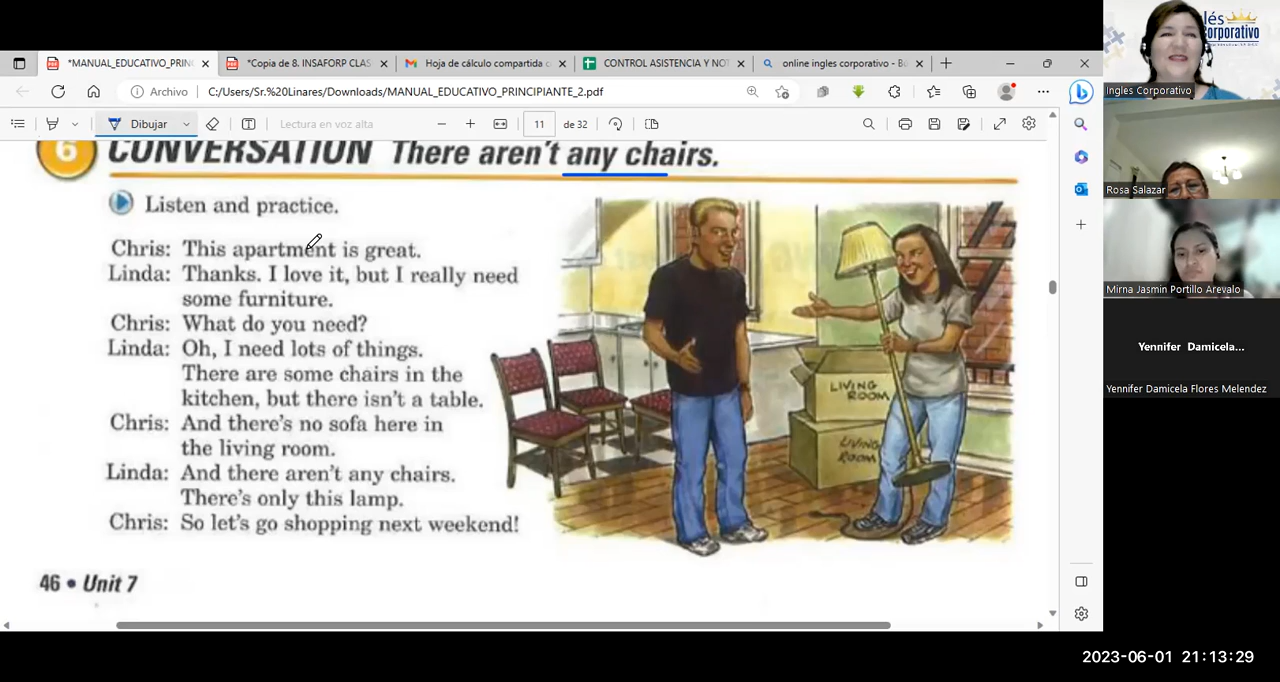 *MANUAL_EDUCATIVO_PRIN
*Copia de 8. INSAFORP CLAS
Hoja de cálculo compartida
CONTROL ASISTENCIA Y NOT
online ingles corporativo - B
Archivo
C:/Users/Sr.%20Linares/Downloads/MANUAL_EDUCATIVO_PRINCIPIANTE_2.pdf
Dibujar
Lectura en voz alta
11
de 32
6 CONVERSATION There aren't any chairs.
Listen and practice.
Chris: This apartment is great.
Linda: Thanks. I love it, but I really need
some furniture.
Chris: What do you need?
Linda: Oh, I need lots of things.
There are some chairs in the
kitchen, but there isn't a table.
Chris: And there's no sofa here in
the living room.
Linda: And there aren't any chairs.
There's only this lamp.
Chris: So let's go shopping next weekend!
LIVING
ROOM
LIVING
ROOM
46 • Unit 7
lés
orporativo
Ingles Corporativo
Rosa Salazar
Mirna Jasmin Portillo Arevalo
Yennifer Damicela...
Yennifer Damicela Flores Melendez
2023-06-01 21:13:29